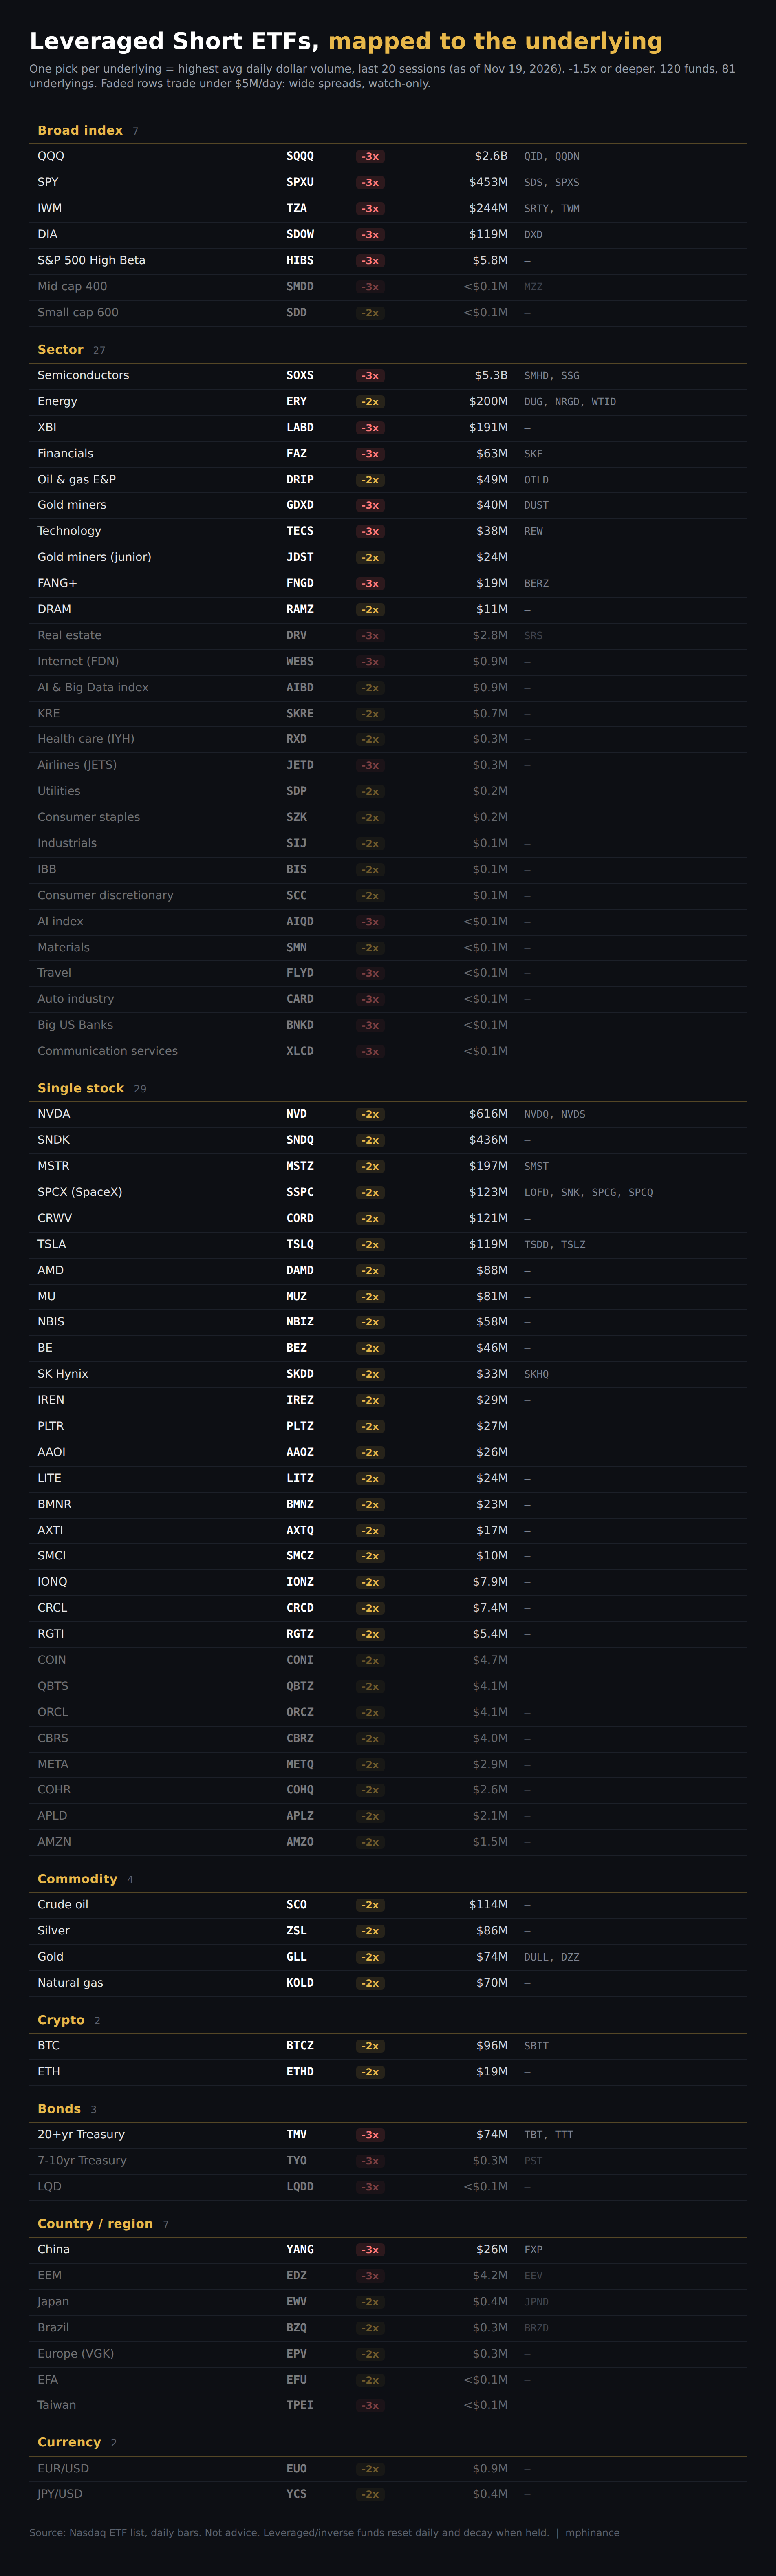 Leveraged Short ETFs, mapped to the underlying
One pick per underlying = highest avg daily dollar volume, last 20 sessions (as of Nov 19, 2026). -1.5x or deeper. 120 funds, 81
underlyings. Faded rows trade under $5M/day: wide spreads, watch-only.
Broad index 7
QQQ SQQQ -3x $2.6B QID, QQDN
SPY SPXU -3x $453M SDS, SPXS
IWM TZA -3x $244M SRTY, TWM
DIA SDOW -3x $119M DXD
S&P 500 High Beta HIBS -3x $5.8M –
Mid cap 400 SMDD -3x <$0.1M MZZ
Small cap 600 SDD -2x <$0.1M –
Sector 27
Semiconductors SOXS -3x $5.3B SMHD, SSG
Energy ERY -2x $200M DUG, NRGD, WTID
XBI LABD -3x $191M –
Financials FAZ -3x $63M SKF
Oil & gas E&P DRIP -2x $49M OILD
Gold miners GDXD -3x $40M DUST
Technology TECS -3x $38M REW
Gold miners (junior) JDST -2x $24M –
FANG+ FNGD -3x $19M BERZ
DRAM RAMZ -2x $11M –
Real estate DRV -3x $2.8M SRS
Internet (FDN) WEBS -3x $0.9M –
AI & Big Data index AIBD -2x $0.9M –
KRE SKRE -2x $0.7M –
Health care (IYH) RXD -2x $0.3M –
Airlines (JETS) JETD -3x $0.3M –
Utilities SDP -2x $0.2M –
Consumer staples SZK -2x $0.2M –
Industrials SIJ -2x $0.1M –
IBB BIS -2x $0.1M –
Consumer discretionary SCC -2x $0.1M –
AI index AIQD -3x <$0.1M –
Materials SMN -2x <$0.1M –
Travel FLYD -3x <$0.1M –
Auto industry CARD -3x <$0.1M –
Big US Banks BNKD -3x <$0.1M –
Communication services XLCD -3x <$0.1M –
Single stock 29
NVDA NVD -2x $616M NVDQ, NVDS
SNDK SNDQ -2x $436M –
MSTR MSTZ -2x $197M SMST
SPCX (SpaceX) SSPC -2x $123M LOFD, SNK, SPCG, SPCQ
CRWV CORD -2x $121M –
TSLA TSLQ -2x $119M TSDD, TSLZ
AMD DAMD -2x $88M –
MU MUZ -2x $81M –
NBIS NBIZ -2x $58M –
BE BEZ -2x $46M –
SK Hynix SKDD -2x $33M SKHQ
IREN IREZ -2x $29M –
PLTR PLTZ -2x $27M –
AAOI AAOZ -2x $26M –
LITE LITZ -2x $24M –
BMNR BMNZ -2x $23M –
AXTI AXTQ -2x $17M –
SMCI SMCZ -2x $10M –
IONQ IONZ -2x $7.9M –
CRCL CRCD -2x $7.4M –
RGTI RGTZ -2x $5.4M –
COIN CONI -2x $4.7M –
QBTS QBTZ -2x $4.1M –
ORCL ORCZ -2x $4.1M –
CBRS CBRZ -2x $4.0M –
META METQ -2x $2.9M –
COHR COHQ -2x $2.6M –
APLD APLZ -2x $2.1M –
AMZN AMZO -2x $1.5M –
Commodity 4
Crude oil SCO -2x $114M –
Silver ZSL -2x $86M –
Gold GLL -2x $74M DULL, DZZ
Natural gas KOLD -2x $70M –
Crypto 2
BTC BTCZ -2x $96M SBIT
ETH ETHD -2x $19M –
Bonds 3
20+yr Treasury TMV -3x $74M TBT, TTT
7-10yr Treasury TYO -3x $0.3M PST
LQD LQDD -3x <$0.1M –
Country / region 7
China YANG -3x $26M FXP
EEM EDZ -3x $4.2M EEV
Japan EWV -2x $0.4M JPND
Brazil BZQ -2x $0.3M BRZD
Europe (VGK) EPV -2x $0.3M –
EFA EFU -2x <$0.1M –
Taiwan TPEI -3x <$0.1M –
Currency 2
EUR/USD EUO -2x $0.9M –
JPY/USD YCS -2x $0.4M –
Source: Nasdaq ETF list, daily bars. Not advice. Leveraged/inverse funds reset daily and decay when held. | mphinance